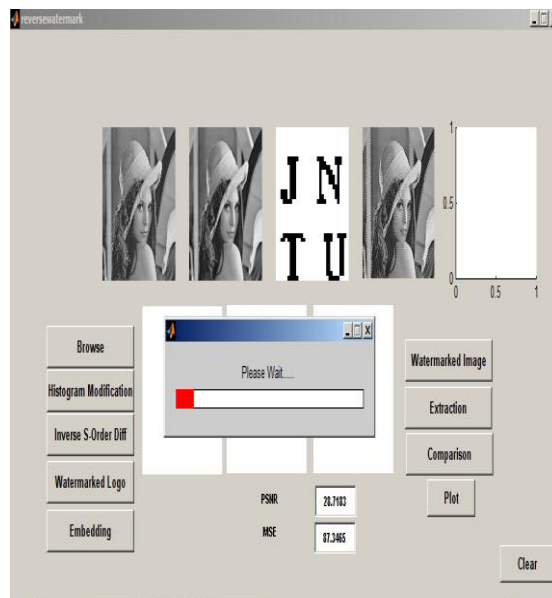 reversewatermark
J N
T U
1
0.5
0
0 0.5 1
Please Wait.....
Browse
Histogram Modification
Inverse S-Order Diff
Watermarked Logo
Embedding
Watermarked Image
Extraction
Comparison
Plot
PSNR 28.7183
MSE 87.3465
Clear